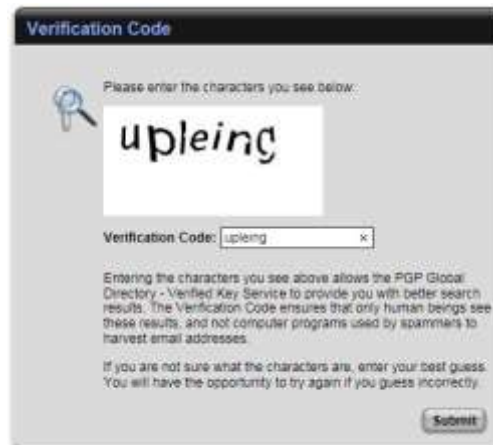 Verification Code
Please enter the characters you see below:
upleing
Verification Code: upleing ×
Entering the characters you see above allows the PGP Global
Directory - Verified Key Service to provide you with better search
results. The Verification Code ensures that only human beings see
these results, and not computer programs used by spammers to
harvest email addresses.
If you are not sure what the characters are, enter your best guess.
You will have the opportunity to try again if you guess incorrectly.
Submit